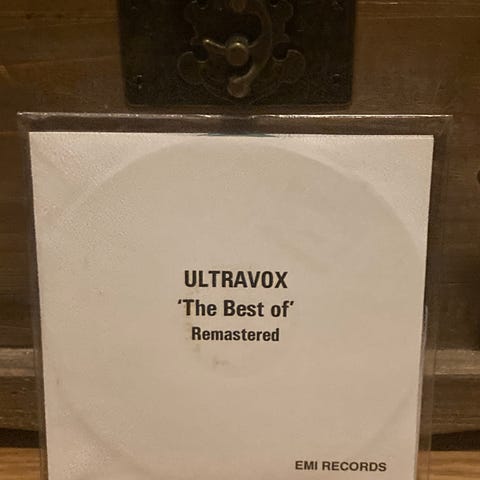 ULTRAVOX
‘The Best of’
Remastered
EMI RECORDS